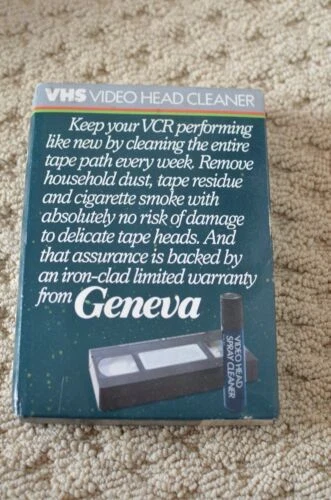 VHS VIDEO HEAD CLEANER
Keep your VCR performing
like new by cleaning the entire
tape path every week. Remove
household dust, tape residue
and cigarette smoke with
absolutely no risk of damage
to delicate tape heads. And
that assurance is backed by
an iron-clad limited warranty
from Geneva
VIDEO HEAD
SPRAY CLEANER